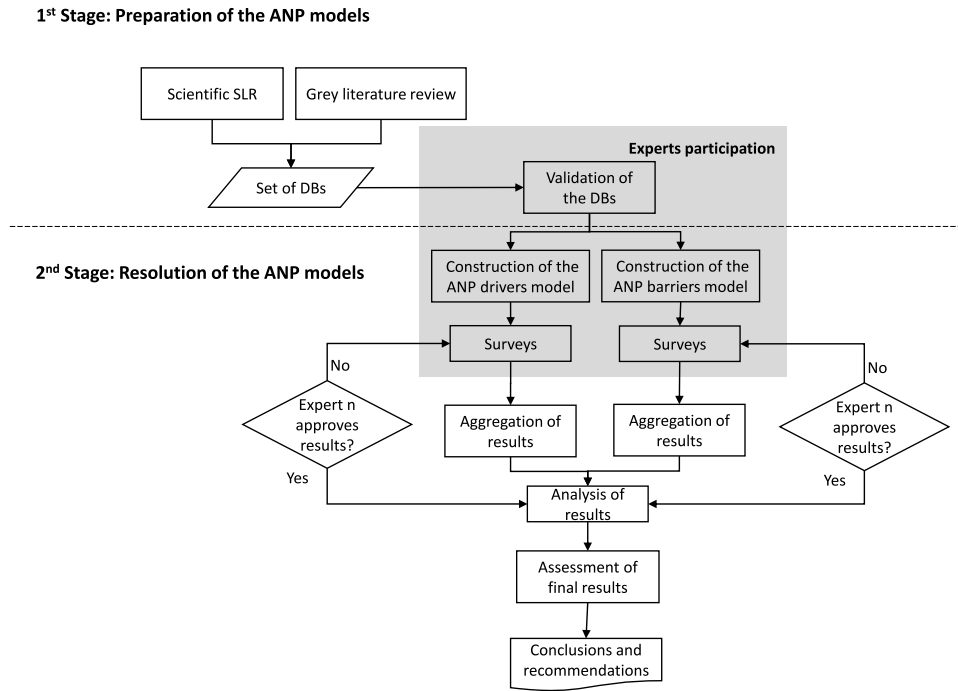 1st Stage: Preparation of the ANP models
Scientific SLR
Grey literature review
Experts participation
Set of DBs
Validation of
the DBs
2nd Stage: Resolution of the ANP models
Construction of the
ANP drivers model
Construction of the
ANP barriers model
Surveys
Surveys
No
No
Expert n
approves
results?
Aggregation of
results
Aggregation of
results
Expert n
approves
results?
Yes
Yes
Analysis of
results
Assessment of
final results
Conclusions and
recommendations